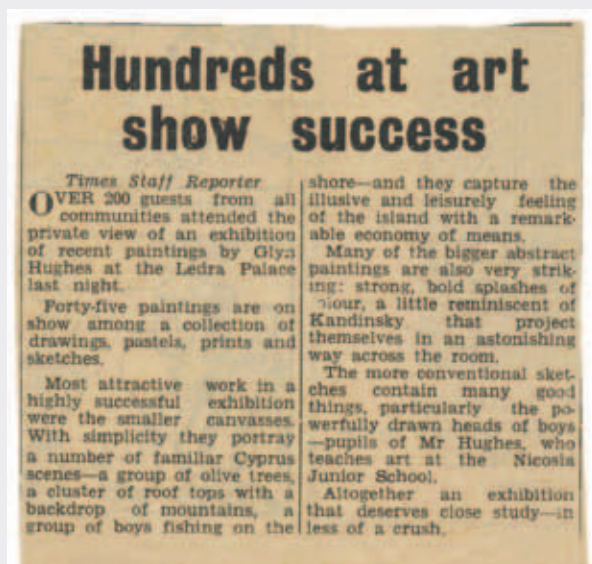 Hundreds at art
show success
Times Staff Reporter
OVER 200 guests from all
communities attended the
private view of an exhibition
of recent paintings by Glyn
Hughes at the Ledra Palace
last night.
Forty-five paintings are on
show among a collection of
drawings, pastels, prints and
sketches.
Most attractive work in a
highly successful exhibition
were the smaller canvasses.
With simplicity they portray
a number of familiar Cyprus
scenes—a group of olive trees,
a cluster of roof tops with a
backdrop of mountains, a
group of boys fishing on the
shore—and they capture the
illusive and leisurely feeling
of the island with a remark-
able economy of means.
Many of the bigger abstract
paintings are also very strik-
ing: strong, bold splashes of
olour, a little reminiscent of
Kandinsky that project
themselves in an astonishing
way across the room.
The more conventional sket-
ches contain many good
things, particularly the po-
werfully drawn heads of boys
—pupils of Mr Hughes, who
teaches art at the Nicosia
Junior School.
Altogether an exhibition
that deserves close study—in
less of a crush.